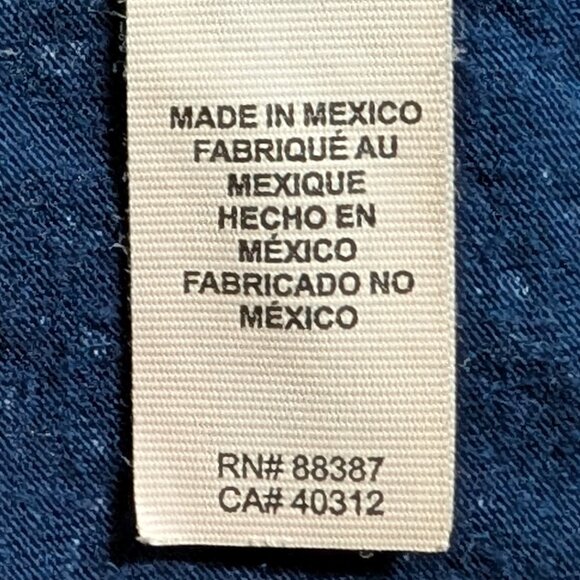 MADE IN MEXICO
FABRIQUÉ AU
MEXIQUE
HECHO EN
MÉXICO
FABRICADO NO
MÉXICO
RN# 88387
CA# 40312